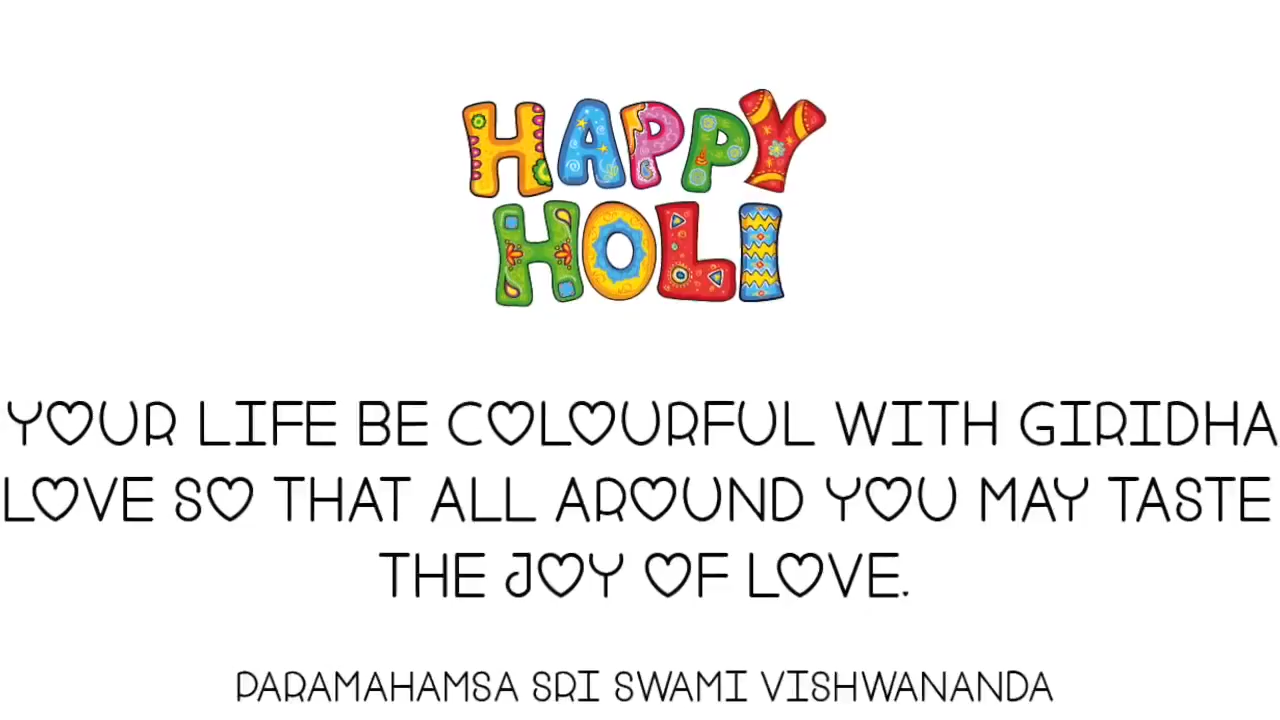 HAPPY
HOLI
YOUR LIFE BE COLOURFUL WITH GIRIDHA
LOVE SO THAT ALL AROUND YOU MAY TASTE
THE JOY OF LOVE.
PARAMAHAMSA SRI SWAMI VISHWANANDA